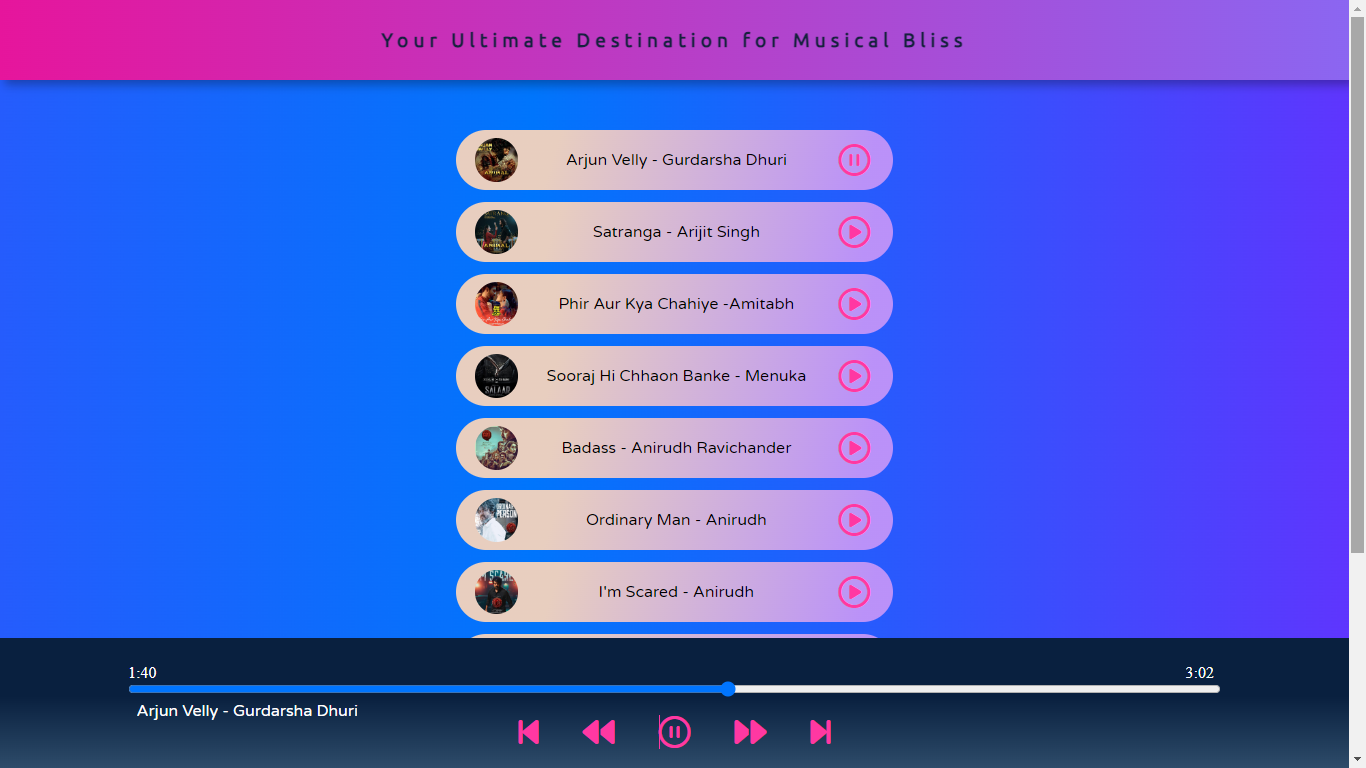 Your Ultimate Destination for Musical Bliss
Arjun Velly - Gurdarsha Dhuri
Satranga - Arijit Singh
Phir Aur Kya Chahiye -Amitabh
Sooraj Hi Chhaon Banke - Menuka
SALAAR
Badass - Anirudh Ravichander
Ordinary Man - Anirudh
I'm Scared - Anirudh
1:40
3:02
Arjun Velly - Gurdarsha Dhuri